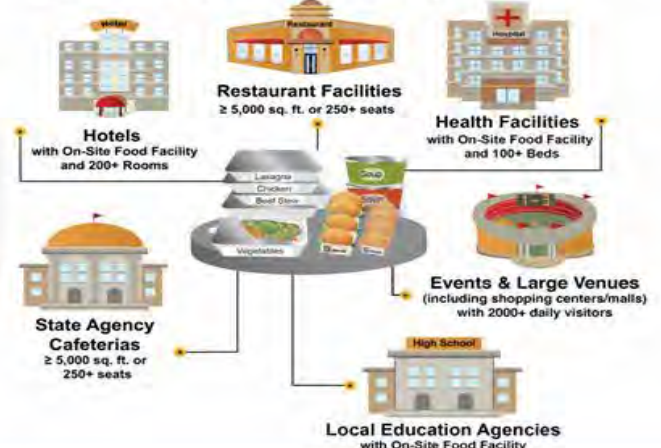 Hotel
Hotels
with On-Site Food Facility
and 200+ Rooms
Restaurant
Restaurant Facilities
≥ 5,000 sq. ft. or 250+ seats
Hospital
Health Facilities
with On-Site Food Facility
and 100+ Beds
Lasagna
Chicken
Beef Stew
Vegetables
Soup
Soup
Events & Large Venues
(including shopping centers/malls)
with 2000+ daily visitors
State Agency
Cafeterias
≥ 5,000 sq. ft. or
250+ seats
High School
Local Education Agencies
with On-Site Food Facility